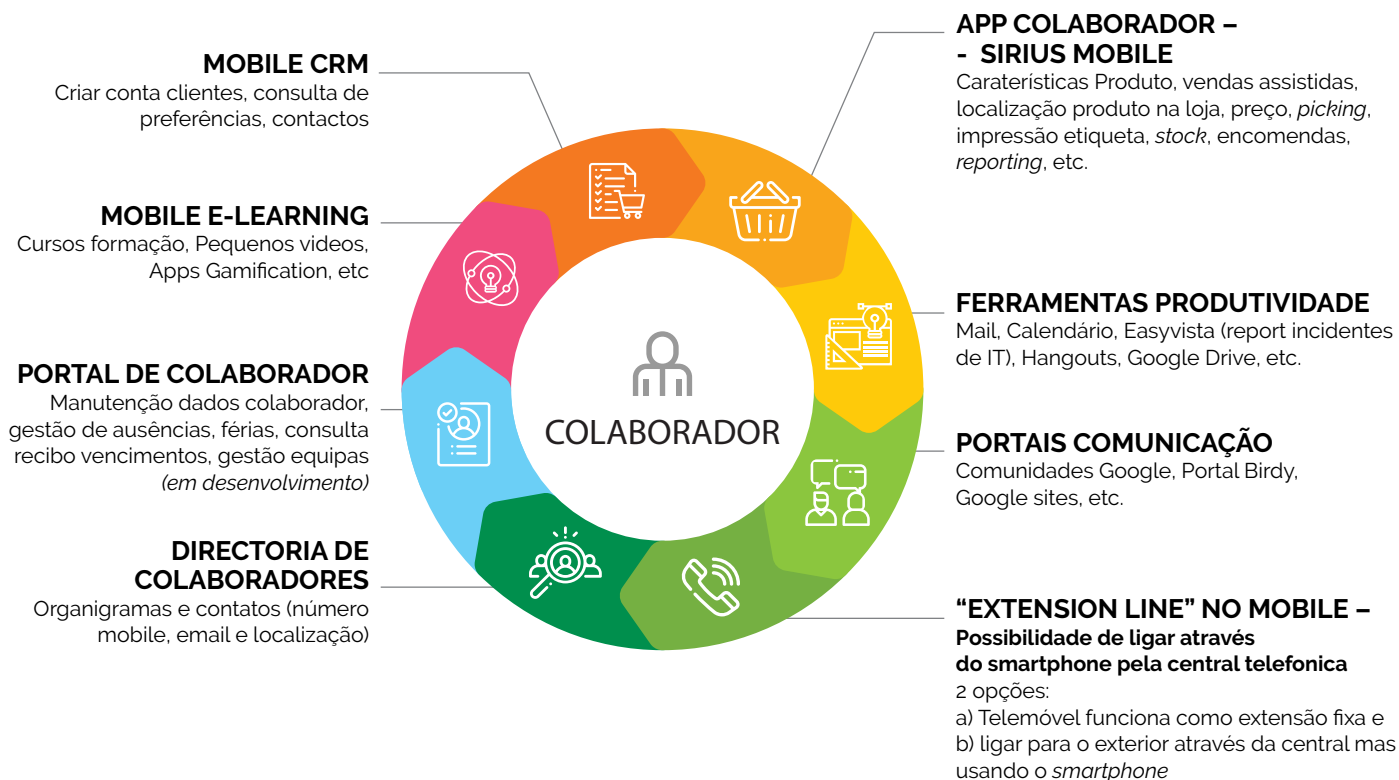 MOBILE CRM
Criar conta clientes, consulta de
preferências, contactos
MOBILE E-LEARNING
Cursos formação, Pequenos videos,
Apps Gamification, etc
PORTAL DE COLABORADOR
Manutenção dados colaborador,
gestão de ausências, férias, consulta
recibo vencimentos, gestão equipas
(em desenvolvimento)
DIRECTORIA DE
COLABORADORES
Organigramas e contatos (número
mobile, email e localização)
COLABORADOR
APP COLABORADOR –
- SIRIUS MOBILE
Caraterísticas Produto, vendas assistidas,
localização produto na loja, preço, picking,
impressão etiqueta, stock, encomendas,
reporting, etc.
FERRAMENTAS PRODUTIVIDADE
Mail, Calendário, Easyvista (report incidentes
de IT), Hangouts, Google Drive, etc.
PORTAIS COMUNICAÇÃO
Comunidades Google, Portal Birdy,
Google sites, etc.
“EXTENSION LINE” NO MOBILE –
Possibilidade de ligar através
do smartphone pela central telefonica
2 opções:
a) Telemóvel funciona como extensão fixa e
b) ligar para o exterior através da central mas
usando o smartphone